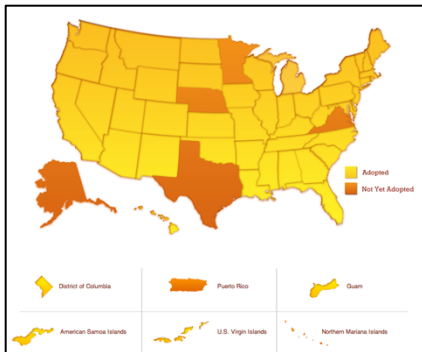 Adopted
Not Yet Adopted
District of Columbia
Puerto Rico
Guam
American Samoa Islands
U.S. Virgin Islands
Northern Mariana Islands